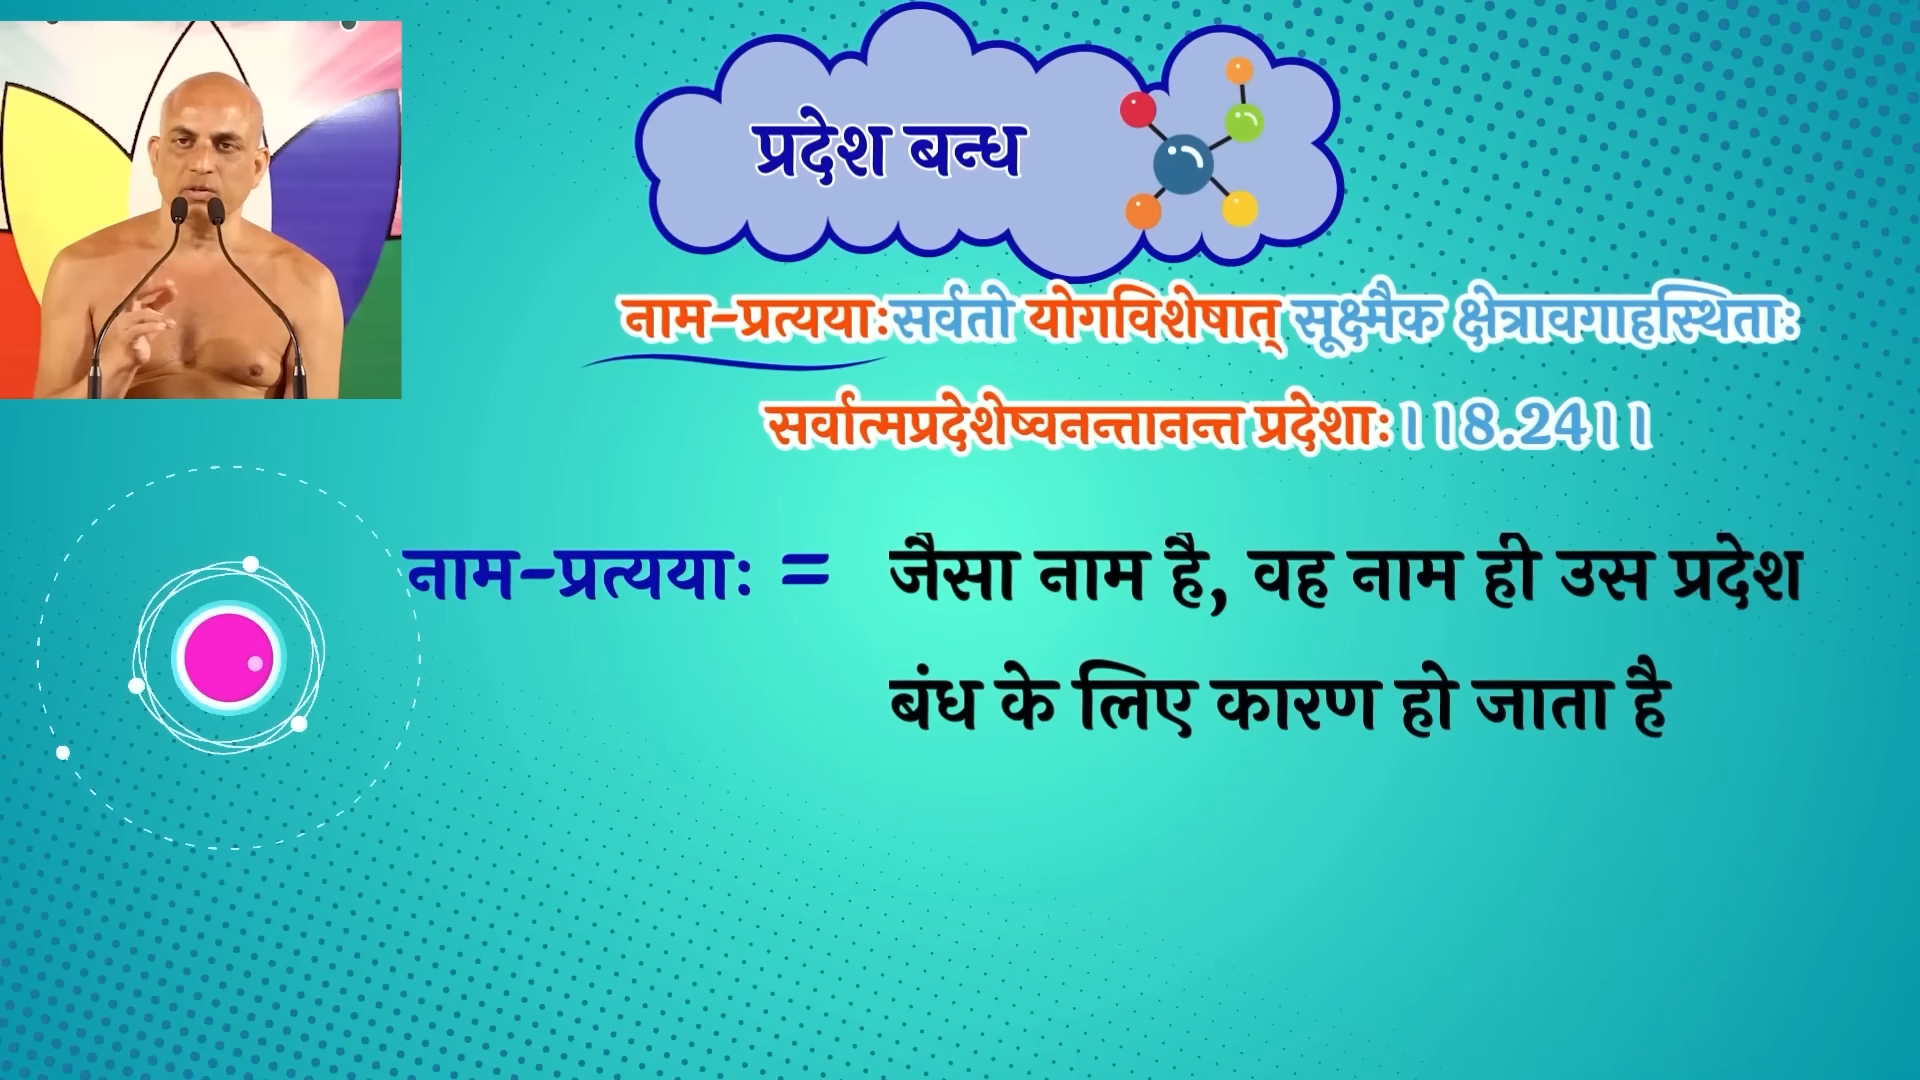 प्रदेश बन्ध
नाम-प्रत्ययाःसर्वतो योगविशेषात् सूक्ष्मैक क्षेत्रावगाहस्थिताः
सर्वात्मप्रदेशेष्वनन्तानन्त प्रदेशाः।।8.24।।
नाम-प्रत्ययाः = जैसा नाम है, वह नाम ही उस प्रदेश
बंध के लिए कारण हो जाता है